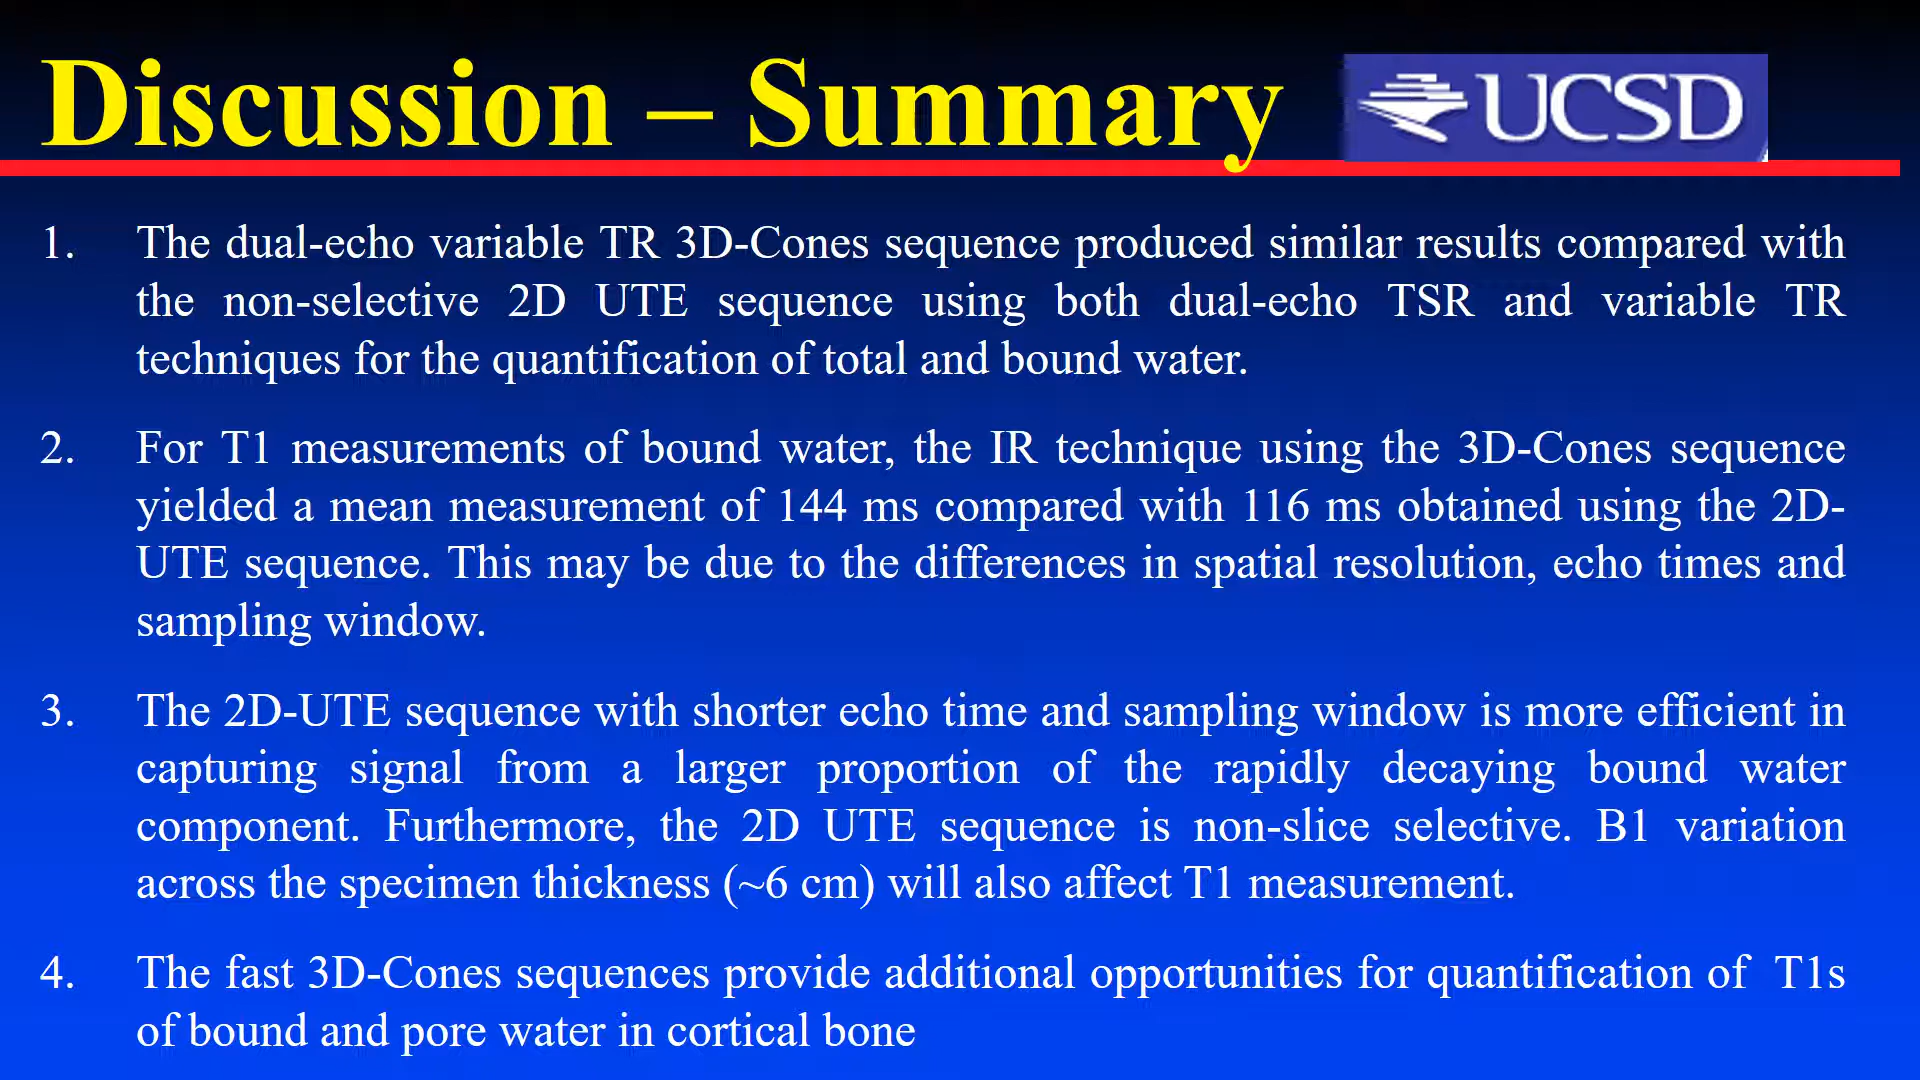 Discussion – Summary
UCSD
1. The dual-echo variable TR 3D-Cones sequence produced similar results compared with
the non-selective 2D UTE sequence using both dual-echo TSR and variable TR
techniques for the quantification of total and bound water.
2. For T1 measurements of bound water, the IR technique using the 3D-Cones sequence
yielded a mean measurement of 144 ms compared with 116 ms obtained using the 2D-
UTE sequence. This may be due to the differences in spatial resolution, echo times and
sampling window.
3. The 2D-UTE sequence with shorter echo time and sampling window is more efficient in
capturing signal from a larger proportion of the rapidly decaying bound water
component. Furthermore, the 2D UTE sequence is non-slice selective. B1 variation
across the specimen thickness (~6 cm) will also affect T1 measurement.
4. The fast 3D-Cones sequences provide additional opportunities for quantification of T1s
of bound and pore water in cortical bone